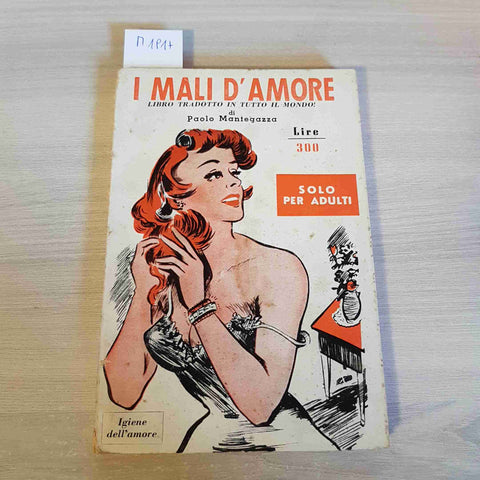 I MALI D'AMORE
LIBRO TRADOTTO IN TUTTO IL MONDO!
di
Paolo Mantegazza
Lire
300
SOLO
PER ADULTI
Igiene
dell'amore